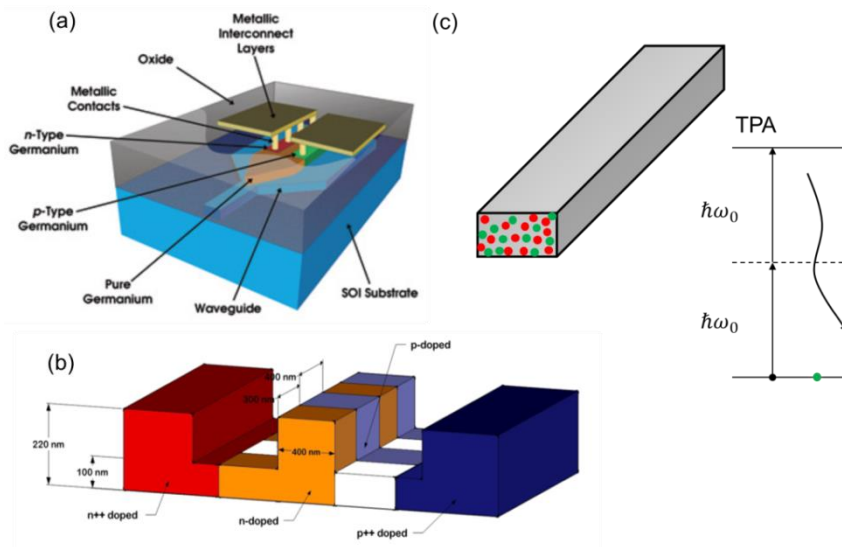 (a)
Metallic
Interconnect
Layers
Oxide
Metallic
Contacts
n-Type
Germanium
p-Type
Germanium
Pure
Germanium
Waveguide
SOI Substrate
(c)
TPA
ħω₀
ħω₀
(b)
p-doped
300 nm
220 nm
100 nm
400 nm
n++ doped
n-doped
p++ doped